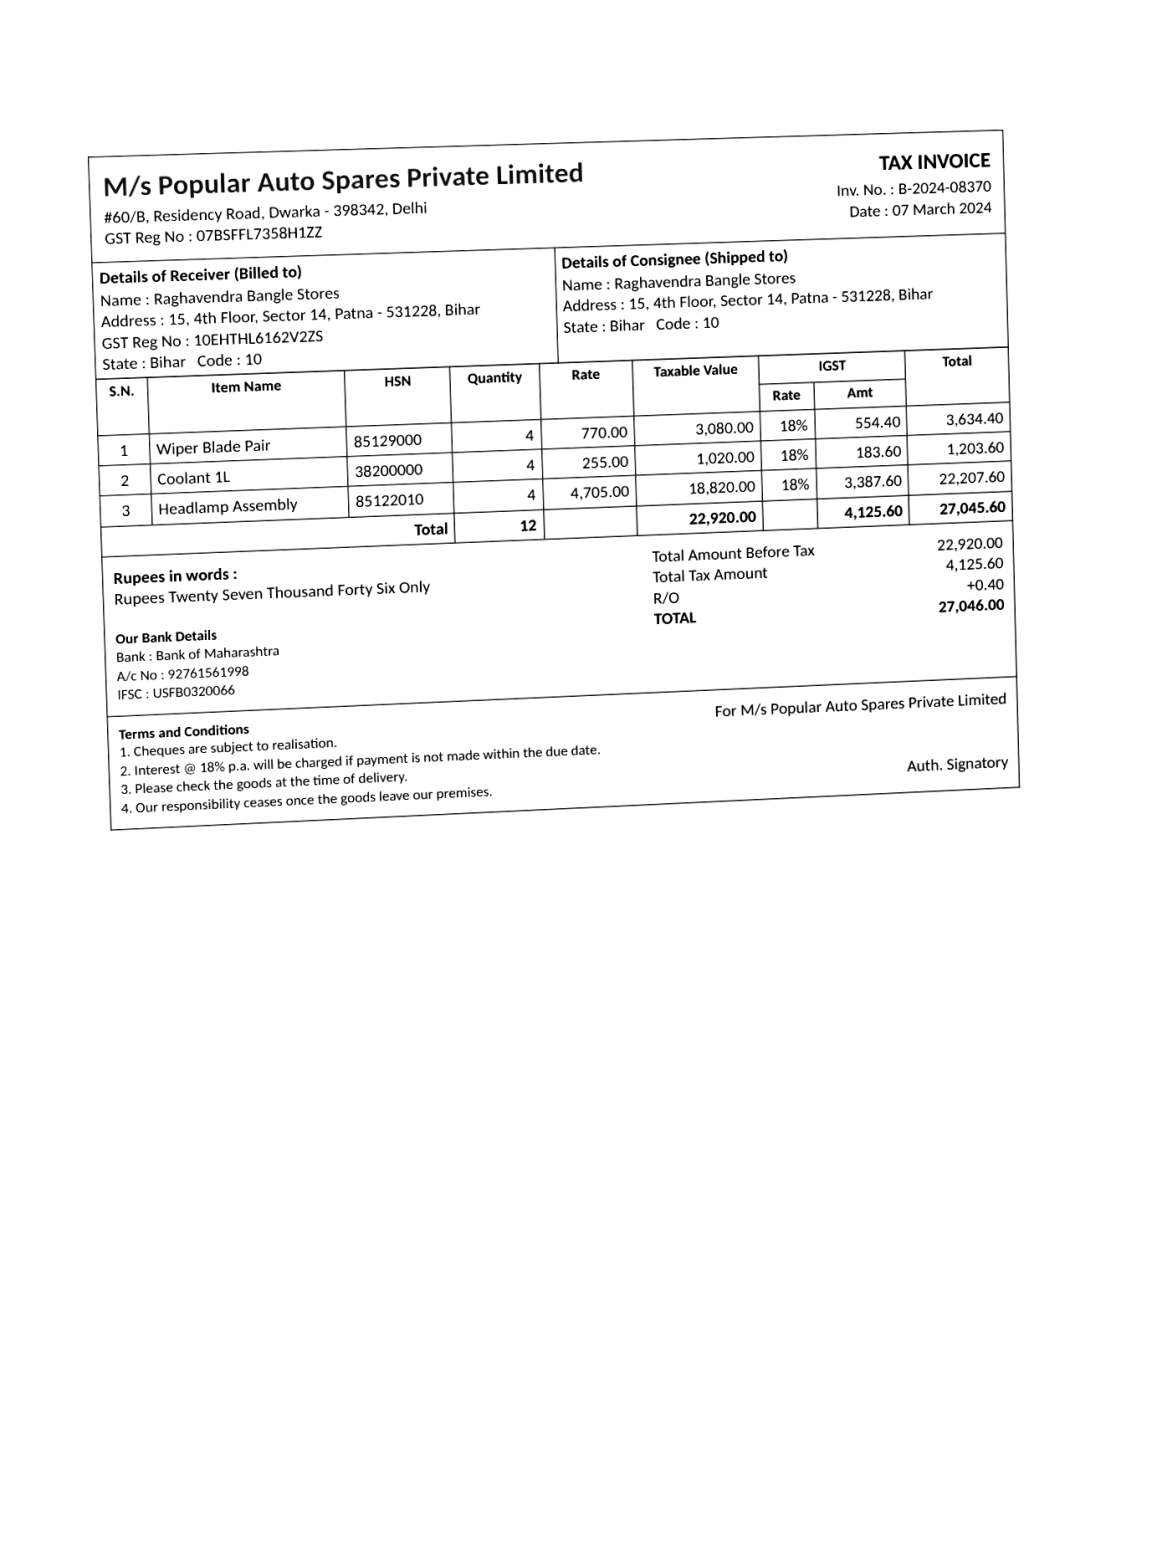 M/s Popular Auto Spares Private Limited
#60/B, Residency Road, Dwarka - 398342, Delhi
GST Reg No : 07BSFFL7358H1ZZ
TAX INVOICE
Inv. No. : B-2024-08370
Date : 07 March 2024
Details of Receiver (Billed to)
Name : Raghavendra Bangle Stores
Address : 15, 4th Floor, Sector 14, Patna - 531228, Bihar
GST Reg No : 10EHTHL6162V2ZS
State : Bihar Code : 10
Details of Consignee (Shipped to)
Name : Raghavendra Bangle Stores
Address : 15, 4th Floor, Sector 14, Patna - 531228, Bihar
State : Bihar Code : 10
S.N. Item Name HSN Quantity Rate Taxable Value IGST Total
Rate Amt
1 Wiper Blade Pair 85129000 4 770.00 3,080.00 18% 554.40 3,634.40
2 Coolant 1L 38200000 4 255.00 1,020.00 18% 183.60 1,203.60
3 Headlamp Assembly 85122010 4 4,705.00 18,820.00 18% 3,387.60 22,207.60
Total 12 22,920.00 4,125.60 27,045.60
Rupees in words :
Rupees Twenty Seven Thousand Forty Six Only
Total Amount Before Tax 22,920.00
Total Tax Amount 4,125.60
R/O +0.40
TOTAL 27,046.00
Our Bank Details
Bank : Bank of Maharashtra
A/c No : 92761561998
IFSC : USFB0320066
Terms and Conditions
1. Cheques are subject to realisation.
2. Interest @ 18% p.a. will be charged if payment is not made within the due date.
3. Please check the goods at the time of delivery.
4. Our responsibility ceases once the goods leave our premises.
For M/s Popular Auto Spares Private Limited
Auth. Signatory